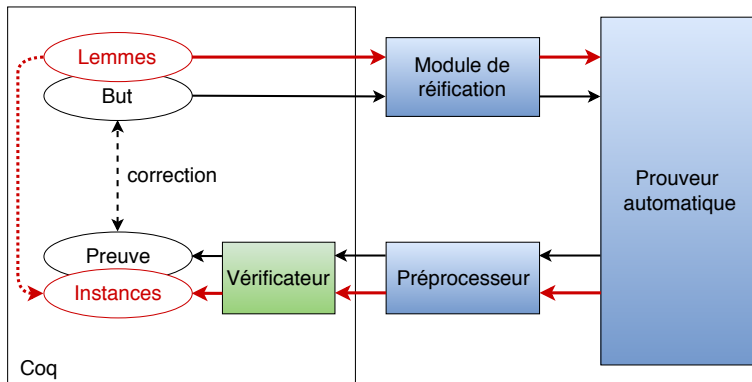 Lemmes
But
Module de
réification
Prouveur
automatique
correction
Preuve
Instances
Vérificateur
Préprocesseur
Coq